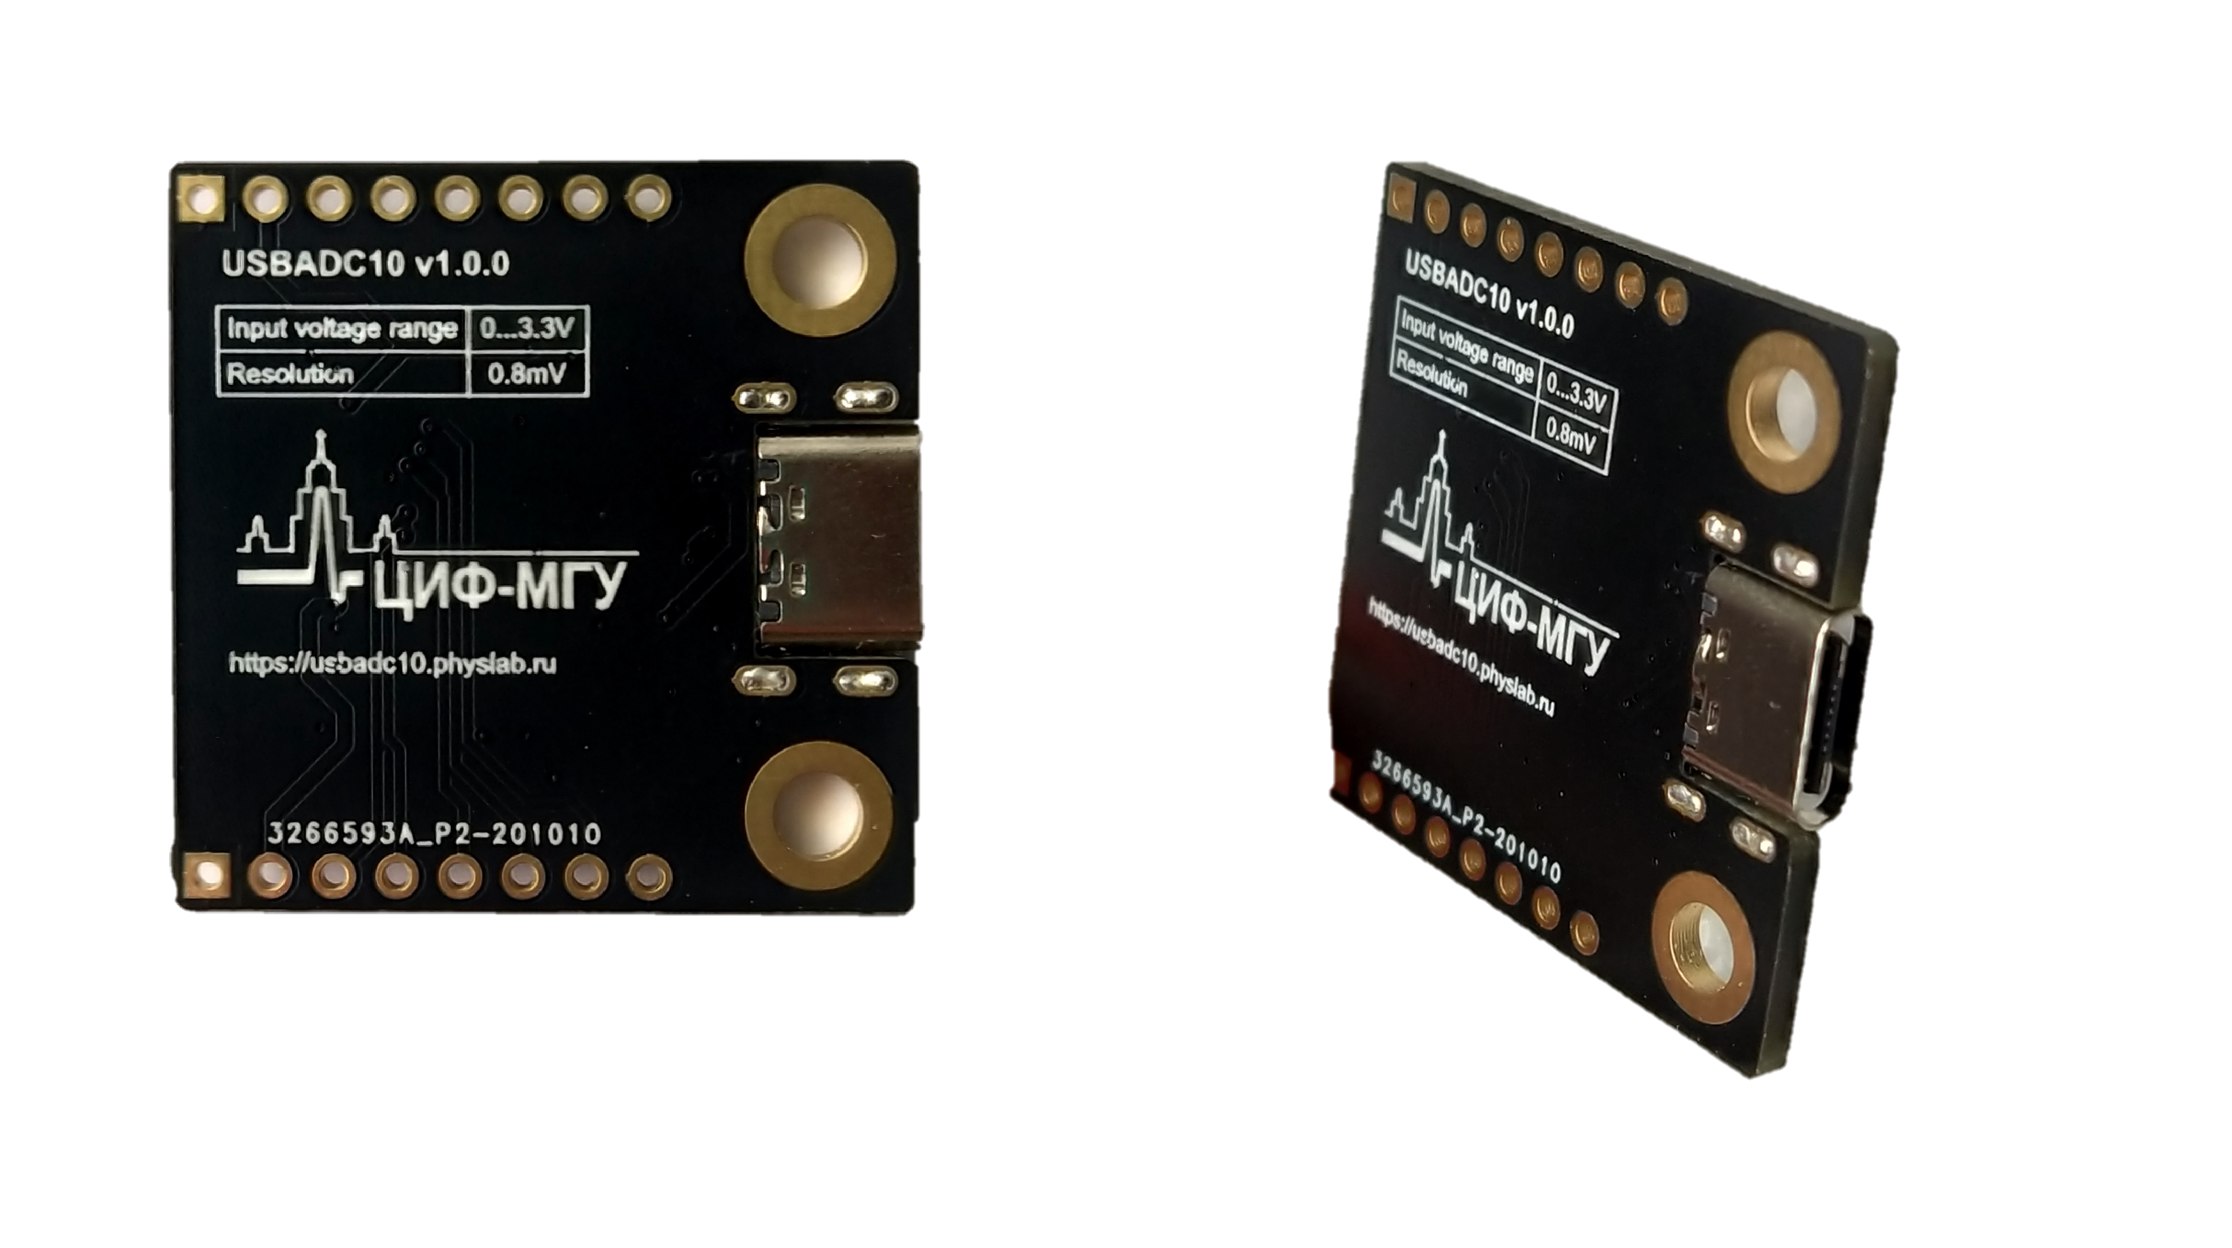 USBADC10 v1.0.0
Input voltage range 0...3.3V
Resolution 0.8mV
ЦИФ-МГУ
https://usbadc10.physlab.ru
3266593A_P2-201010
USBADC10 v1.0.0
Input voltage range 0...3.3V
Resolution 0.8mV
ЦИФ-МГУ
https://usbadc10.physlab.ru
3266593A_P2-201010